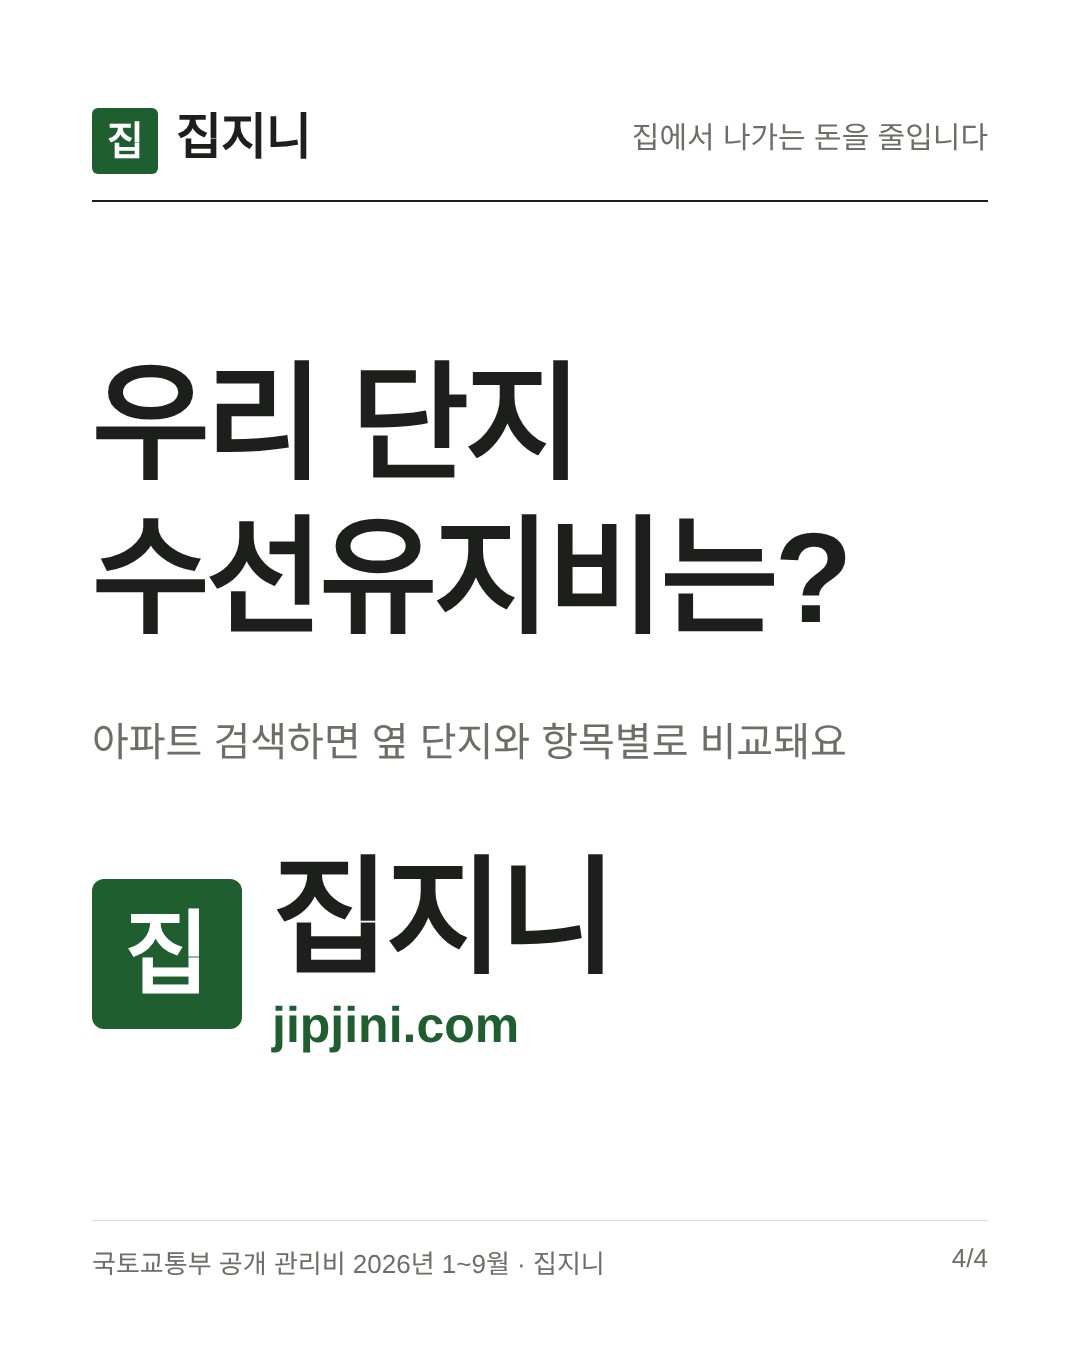 집 집지니
집에서 나가는 돈을 줄입니다
우리 단지
수선유지비는?
아파트 검색하면 옆 단지와 항목별로 비교돼요
집 집지니
jipjini.com
국토교통부 공개 관리비 2026년 1~9월 · 집지니
4/4